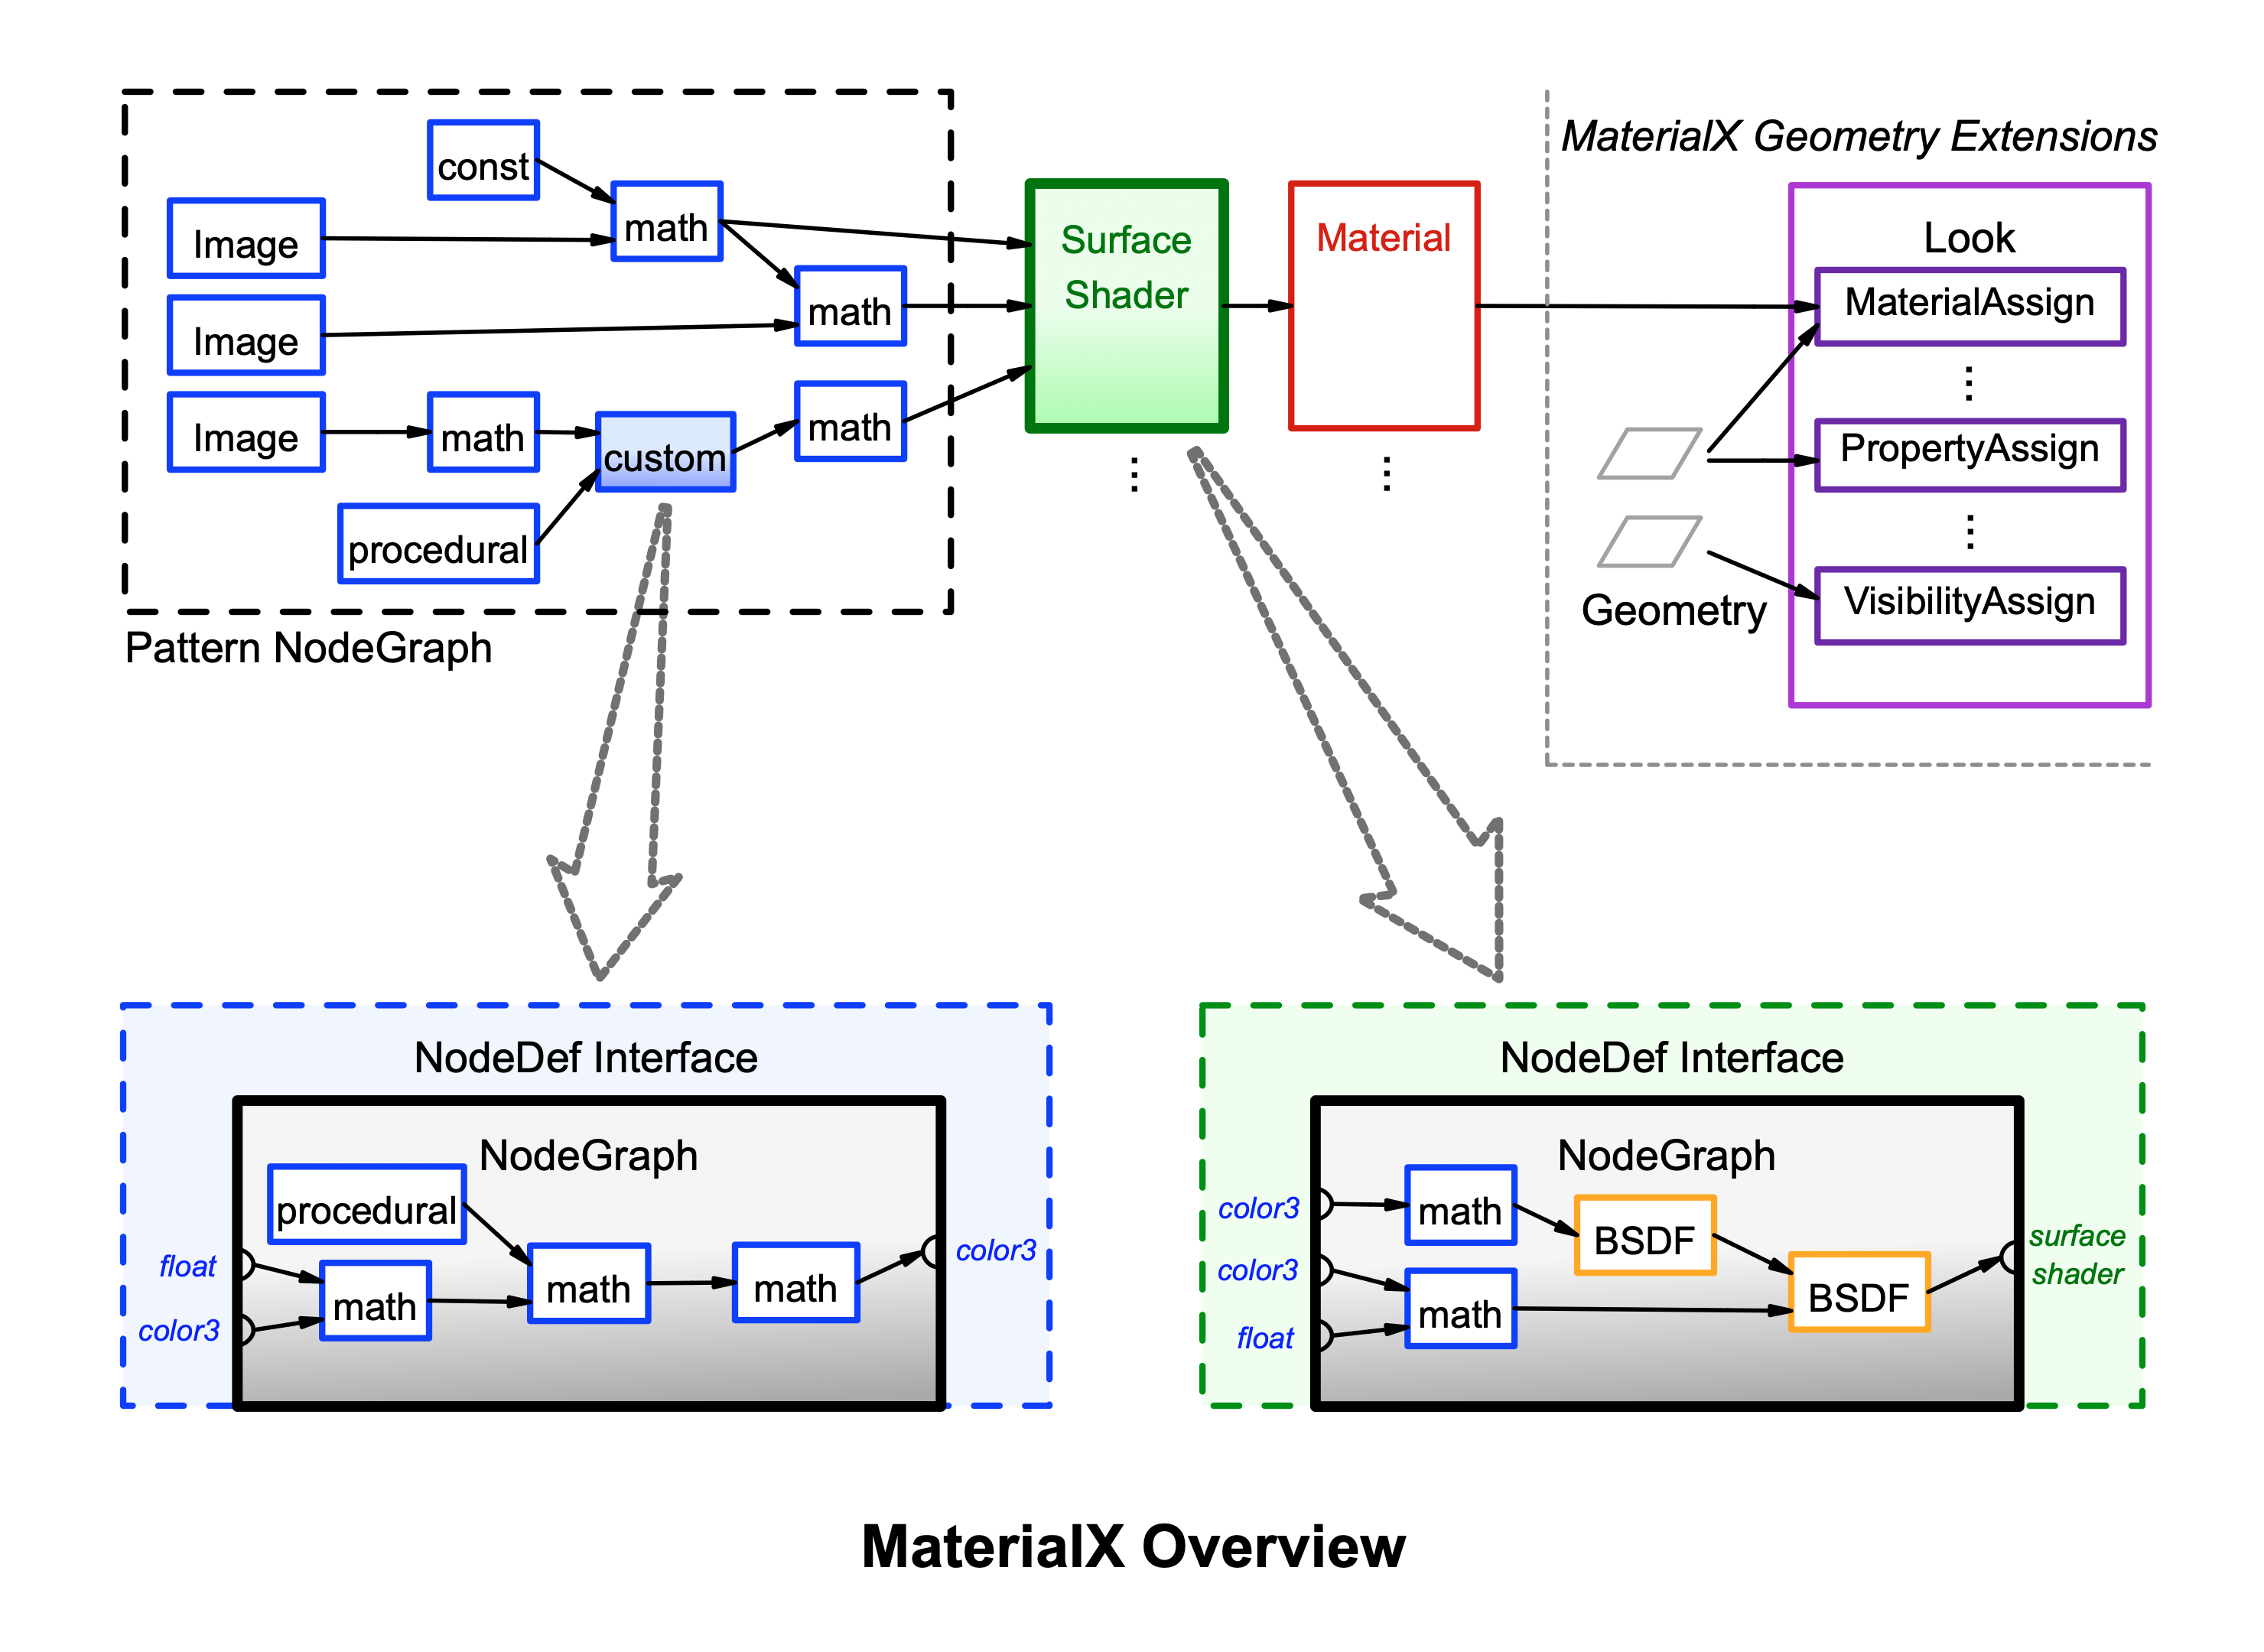 const
Image
math
Image
math
Image
math
custom
math
procedural
Pattern NodeGraph
Surface
Shader
⋮
Material
⋮
MaterialX Geometry Extensions
Look
MaterialAssign
⋮
PropertyAssign
⋮
VisibilityAssign
Geometry
NodeDef Interface
NodeGraph
procedural
float
color3
math
math
math
color3
NodeDef Interface
NodeGraph
color3
color3
float
math
math
BSDF
BSDF
surface
shader
MaterialX Overview